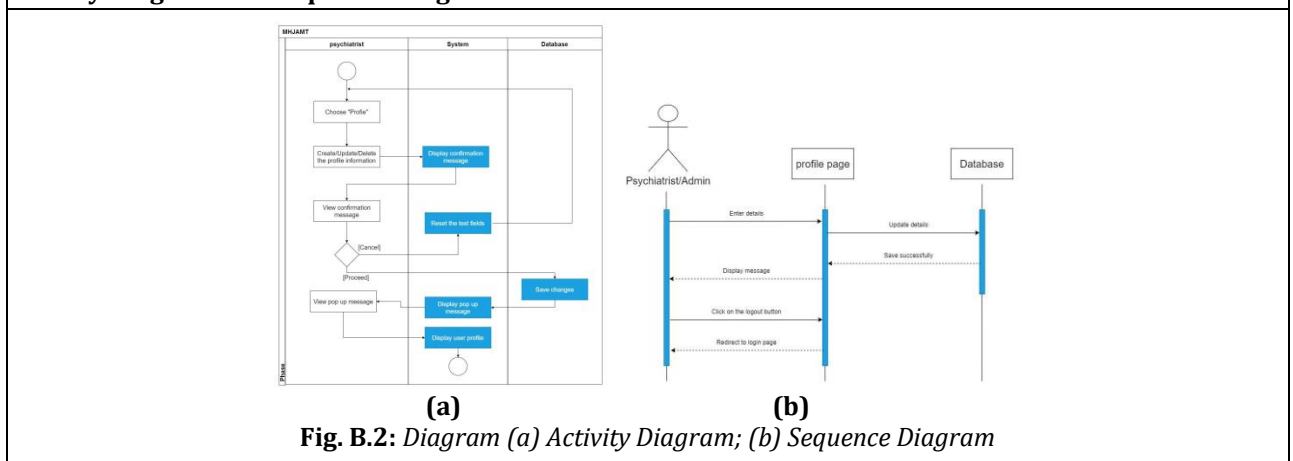 MHJAMT
psychiatrist
System
Database
Choose "Profile"
Create/Update/Delete
the profile information
Display confirmation
message
View confirmation
message
Reset the text fields
[Cancel]
[Proceed]
Save changes
View pop up message
Display pop up
message
Display user profile
Phase
(a)
Psychiatrist/Admin
profile page
Database
Enter details
Update details
Save successfully
Display message
Click on the logout button
Redirect to login page
(b)
Fig. B.2: Diagram (a) Activity Diagram; (b) Sequence Diagram